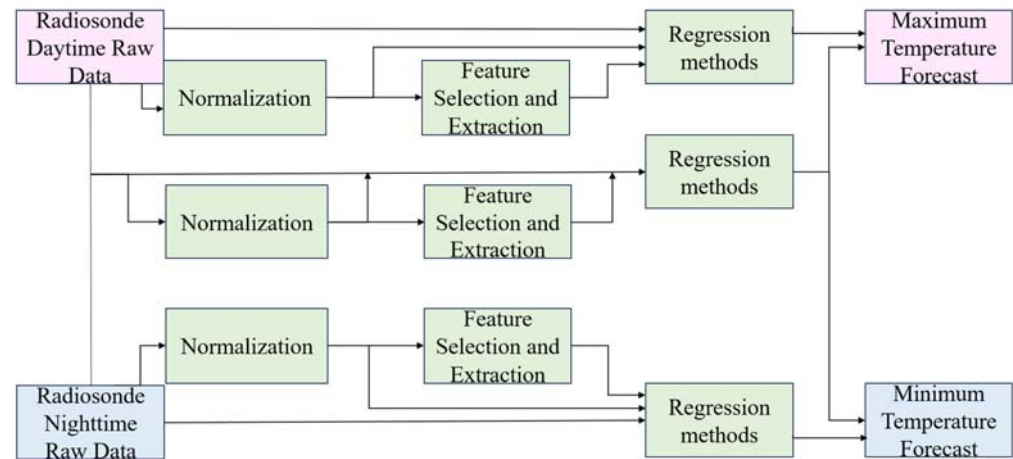 Radiosonde
Daytime Raw
Data
Normalization
Feature
Selection and
Extraction
Regression
methods
Maximum
Temperature
Forecast
Normalization
Feature
Selection and
Extraction
Regression
methods
Normalization
Feature
Selection and
Extraction
Radiosonde
Nighttime
Raw Data
Regression
methods
Minimum
Temperature
Forecast